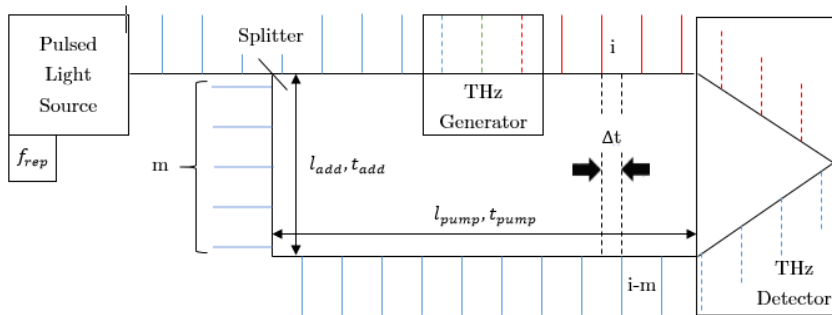 Pulsed
Light
Source
f_rep
Splitter
m
l_add, t_add
THz
Generator
i
Δt
l_pump, t_pump
i-m
THz
Detector